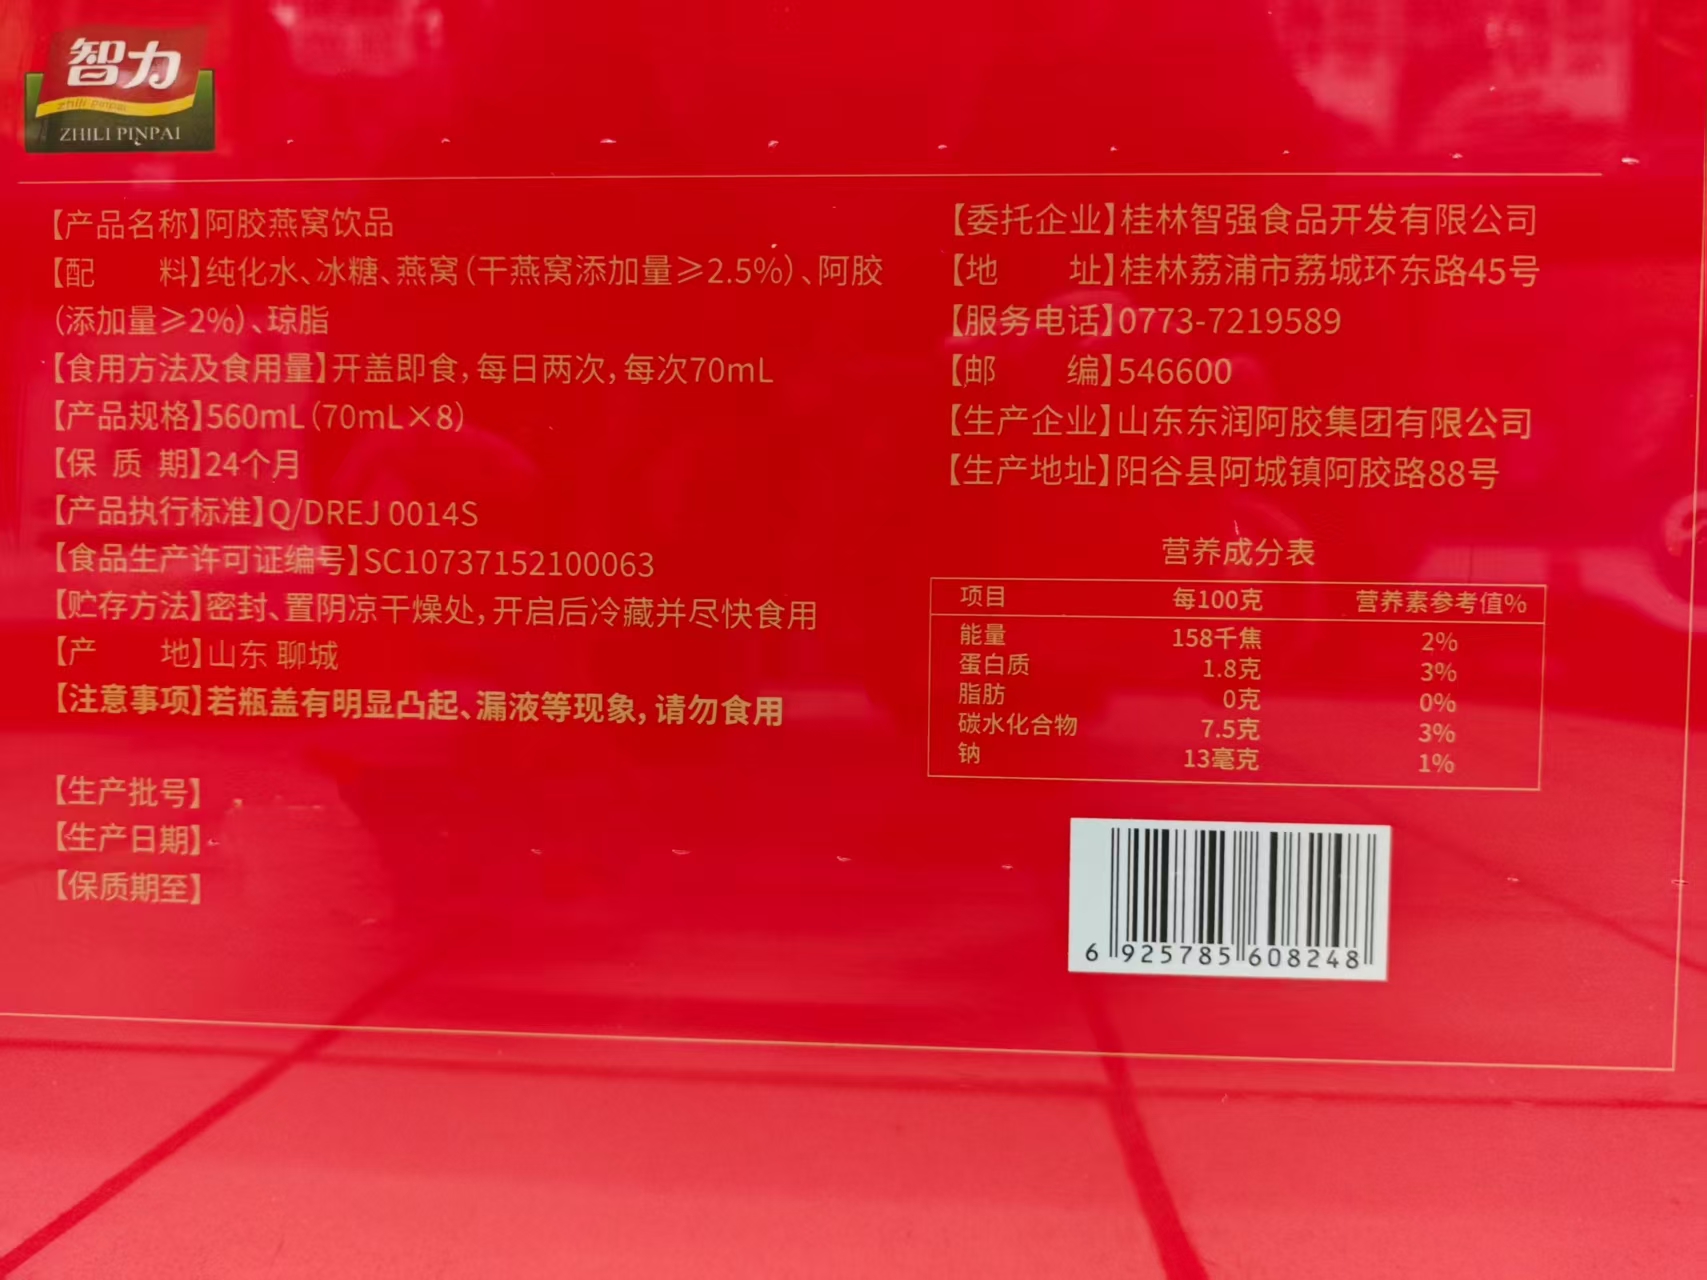 智力
zhili pinpai
ZHILI PINPAI
【产品名称】阿胶燕窝饮品
【配 料】纯化水、冰糖、燕窝(干燕窝添加量≥2.5%)、阿胶
(添加量≥2%)、琼脂
【食用方法及食用量】开盖即食,每日两次,每次70mL
【产品规格】560mL(70mL×8)
【保 质 期】24个月
【产品执行标准】Q/DREJ 0014S
【食品生产许可证编号】SC10737152100063
【贮存方法】密封、置阴凉干燥处,开启后冷藏并尽快食用
【产 地】山东 聊城
【注意事项】若瓶盖有明显凸起、漏液等现象,请勿食用
【生产批号】
【生产日期】
【保质期至】
【委托企业】桂林智强食品开发有限公司
【地 址】桂林荔浦市荔城环东路45号
【服务电话】0773-7219589
【邮 编】546600
【生产企业】山东东润阿胶集团有限公司
【生产地址】阳谷县阿城镇阿胶路88号
营养成分表
项目 每100克 营养素参考值%
能量 158千焦 2%
蛋白质 1.8克 3%
脂肪 0克 0%
碳水化合物 7.5克 3%
钠 13毫克 1%
6 925785 608248